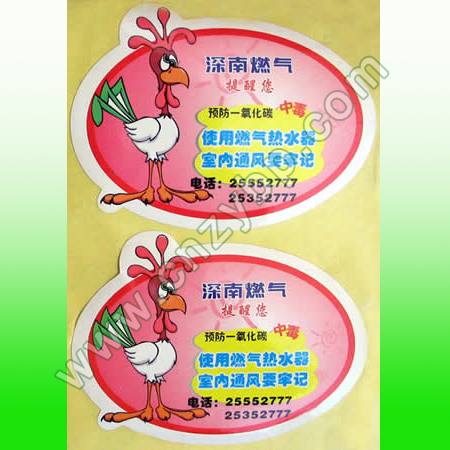 深南燃气
提醒您
预防一氧化碳中毒
使用燃气热水器
室内通风要牢记
电话：25552777
25352777
深南燃气
提醒您
预防一氧化碳中毒
使用燃气热水器
室内通风要牢记
电话：25552777
25352777
www.cnzybp.com